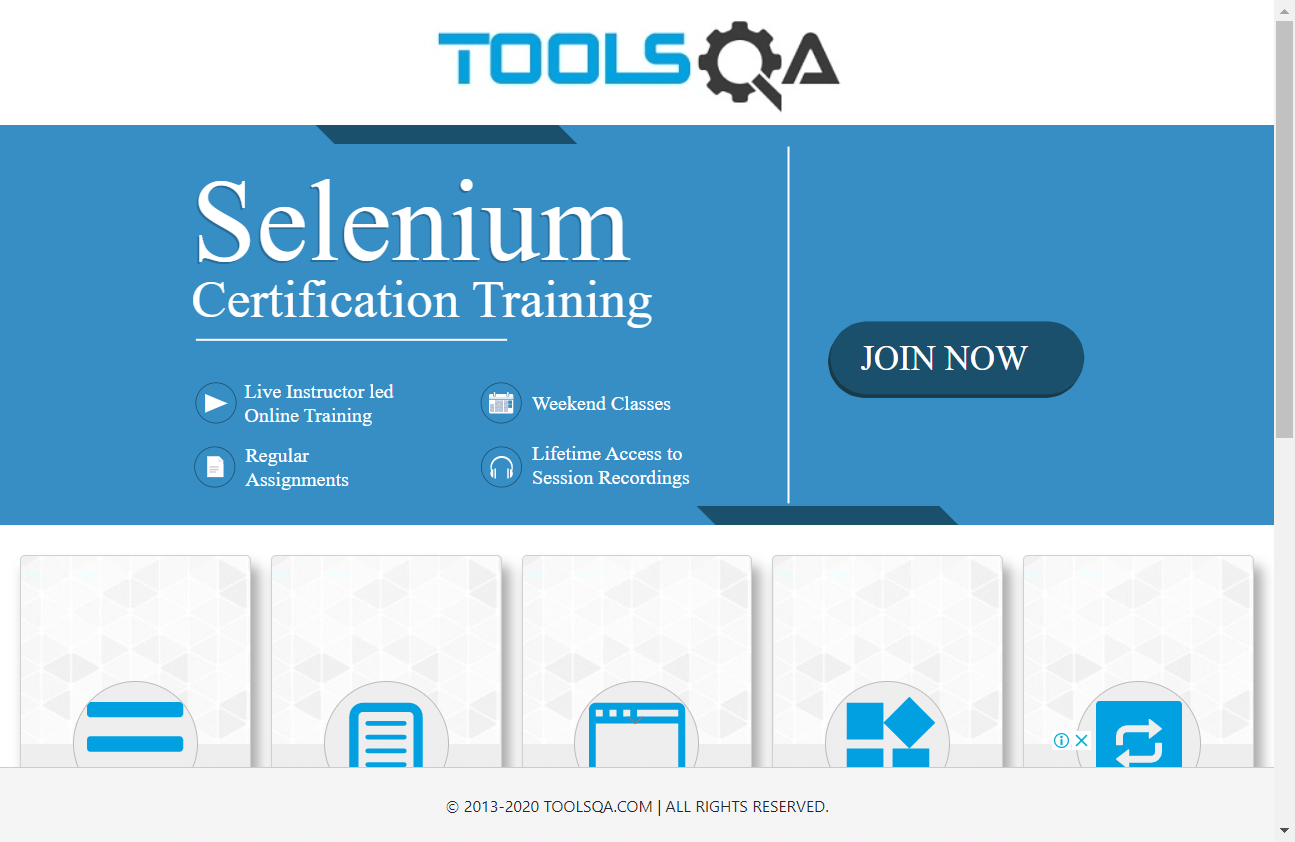 TOOLSQA
Selenium
Certification Training
Live Instructor led
Online Training
Weekend Classes
Regular
Assignments
Lifetime Access to
Session Recordings
JOIN NOW
© 2013-2020 TOOLSQA.COM | ALL RIGHTS RESERVED.